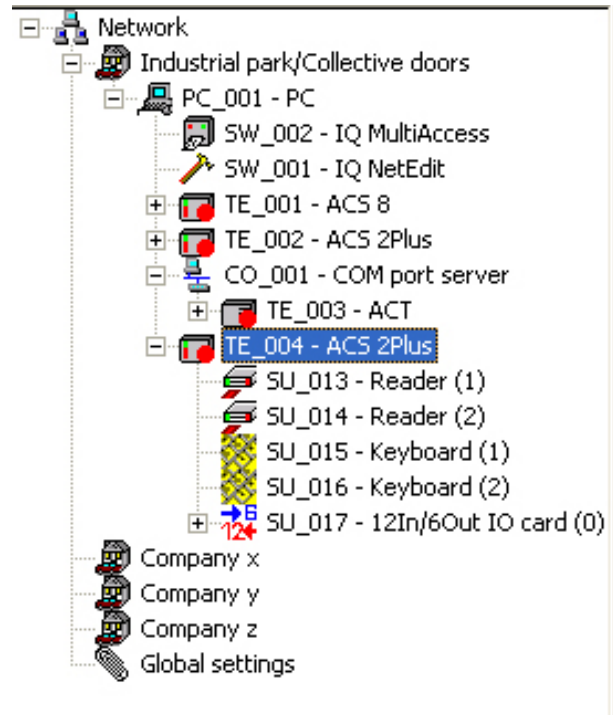 Network
Industrial park/Collective doors
PC_001 - PC
SW_002 - IQ MultiAccess
SW_001 - IQ NetEdit
TE_001 - ACS 8
TE_002 - ACS 2Plus
CO_001 - COM port server
TE_003 - ACT
TE_004 - ACS 2Plus
SU_013 - Reader (1)
SU_014 - Reader (2)
SU_015 - Keyboard (1)
SU_016 - Keyboard (2)
6
12 SU_017 - 12In/6Out IO card (0)
Company x
Company y
Company z
Global settings